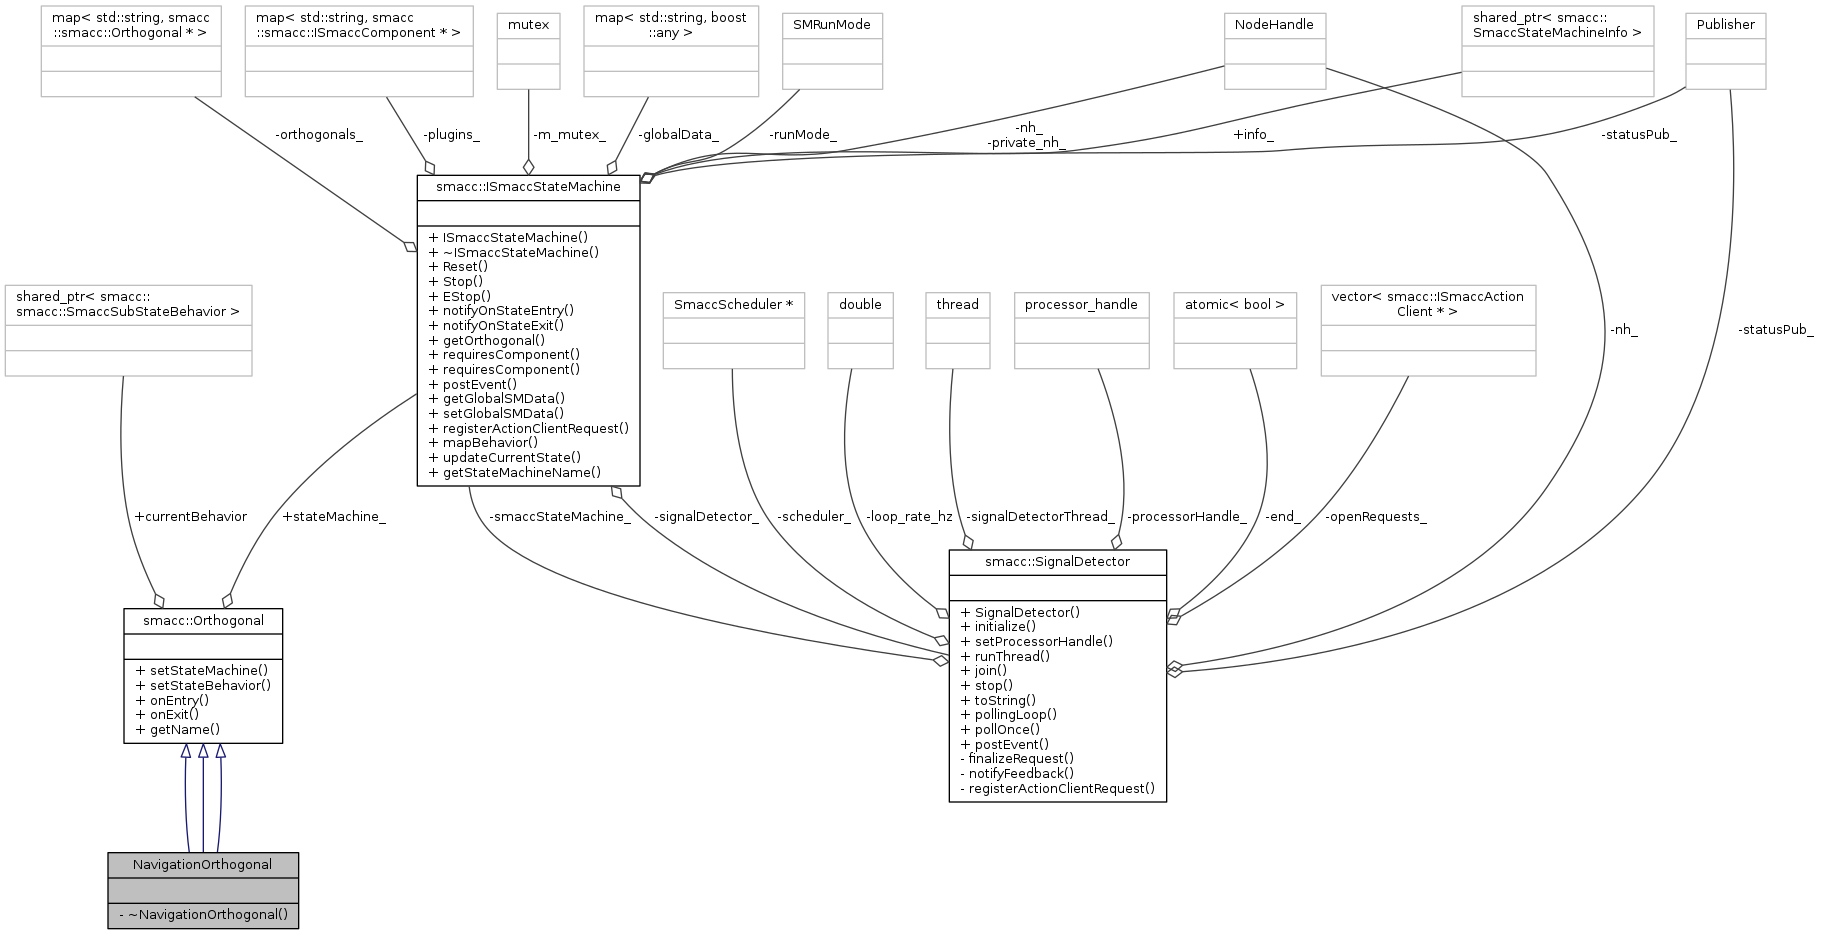 map< std::string, smacc
::smacc::Orthogonal * >
map< std::string, smacc
::smacc::ISmaccComponent * >
mutex
map< std::string, boost
::any >
SMRunMode
NodeHandle
shared_ptr< smacc::
SmaccStateMachineInfo >
Publisher
-orthogonals_
-plugins_
-m_mutex_
-globalData_
-runMode_
-nh_
-private_nh_
+info_
-statusPub_
smacc::ISmaccStateMachine
+ ISmaccStateMachine()
+ ~ISmaccStateMachine()
+ Reset()
+ Stop()
+ EStop()
+ notifyOnStateEntry()
+ notifyOnStateExit()
+ getOrthogonal()
+ requiresComponent()
+ requiresComponent()
+ postEvent()
+ getGlobalSMData()
+ setGlobalSMData()
+ registerActionClientRequest()
+ mapBehavior()
+ updateCurrentState()
+ getStateMachineName()
shared_ptr< smacc::
smacc::SmaccSubStateBehavior >
SmaccScheduler *
double
thread
processor_handle
atomic< bool >
vector< smacc::ISmaccAction
Client * >
-nh_
-statusPub_
+currentBehavior
+stateMachine_
-smaccStateMachine_
-signalDetector_
-scheduler_
-loop_rate_hz
-signalDetectorThread_
-processorHandle_
-end_
-openRequests_
smacc::SignalDetector
+ SignalDetector()
+ initialize()
+ setProcessorHandle()
+ runThread()
+ join()
+ stop()
+ toString()
+ pollingLoop()
+ pollOnce()
+ postEvent()
- finalizeRequest()
- notifyFeedback()
- registerActionClientRequest()
smacc::Orthogonal
+ setStateMachine()
+ setStateBehavior()
+ onEntry()
+ onExit()
+ getName()
NavigationOrthogonal
- ~NavigationOrthogonal()